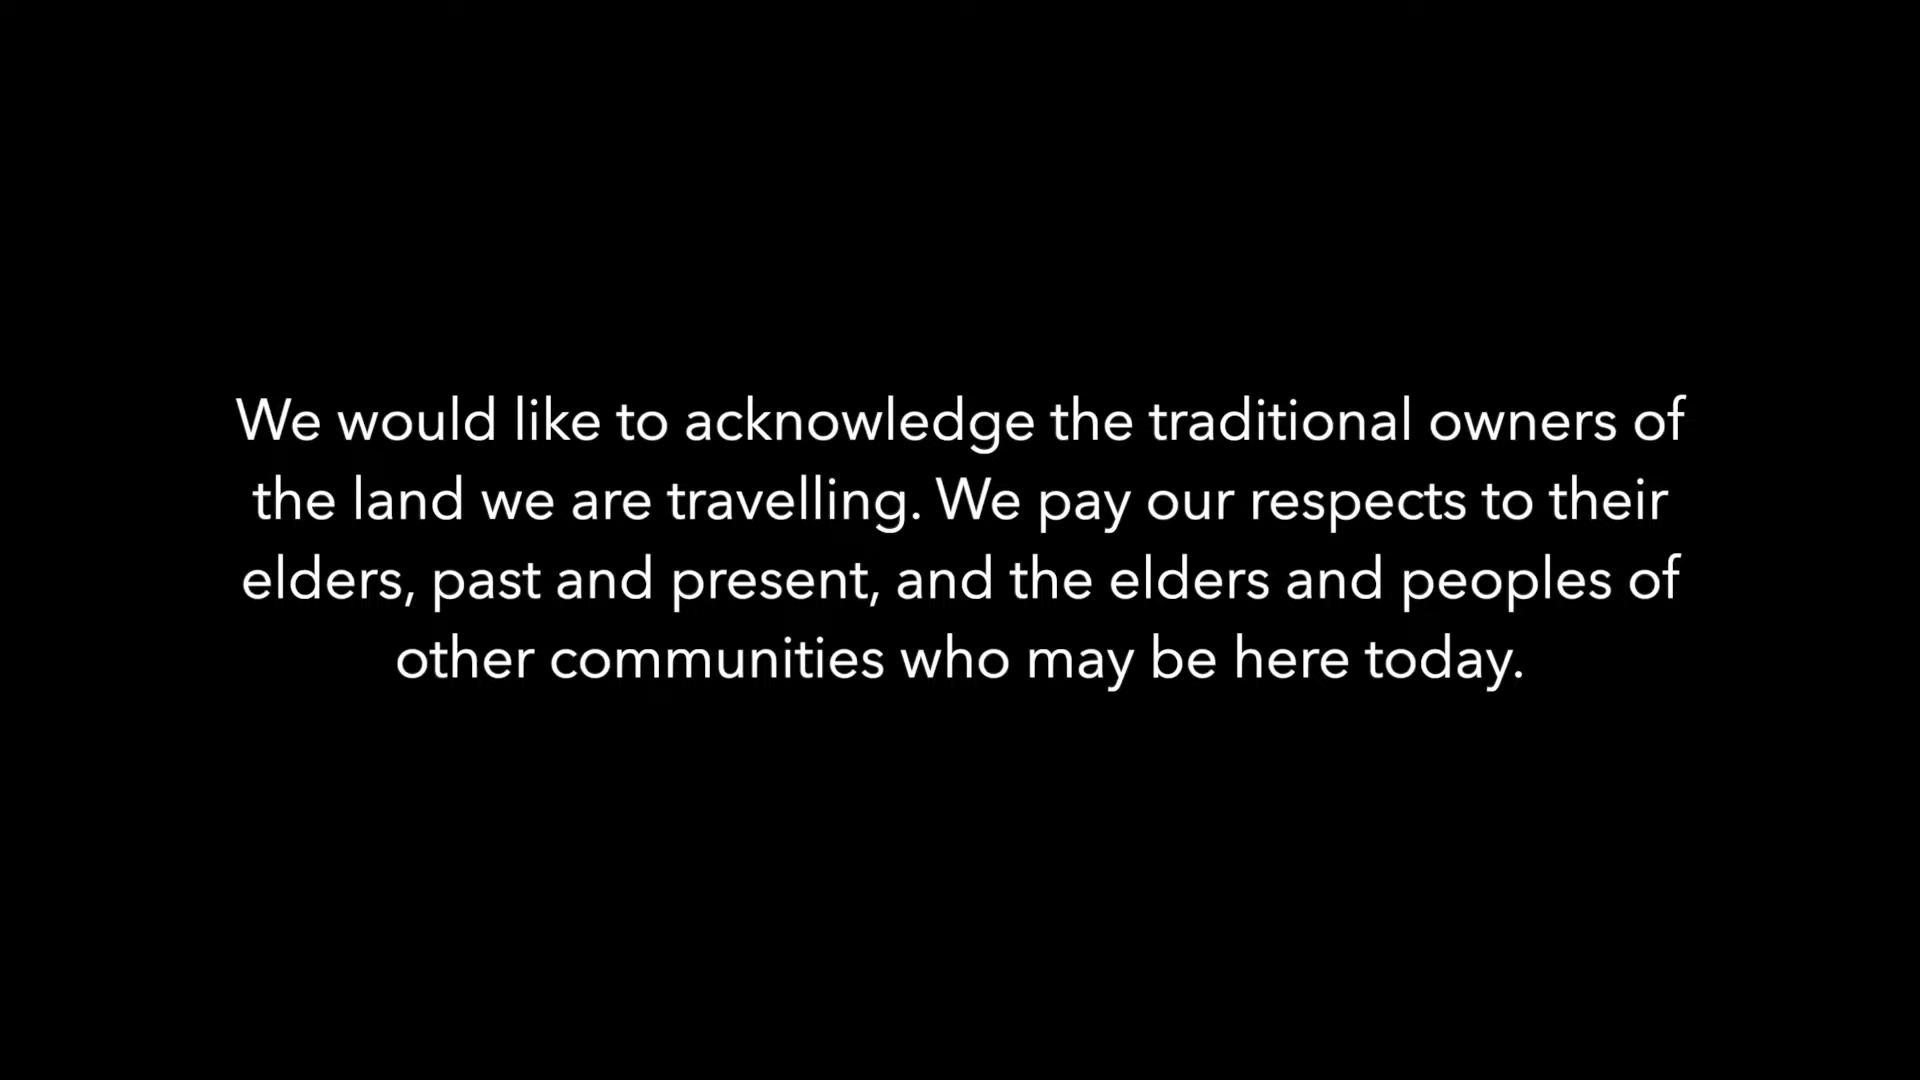 We would like to acknowledge the traditional owners of
the land we are travelling. We pay our respects to their
elders, past and present, and the elders and peoples of
other communities who may be here today.